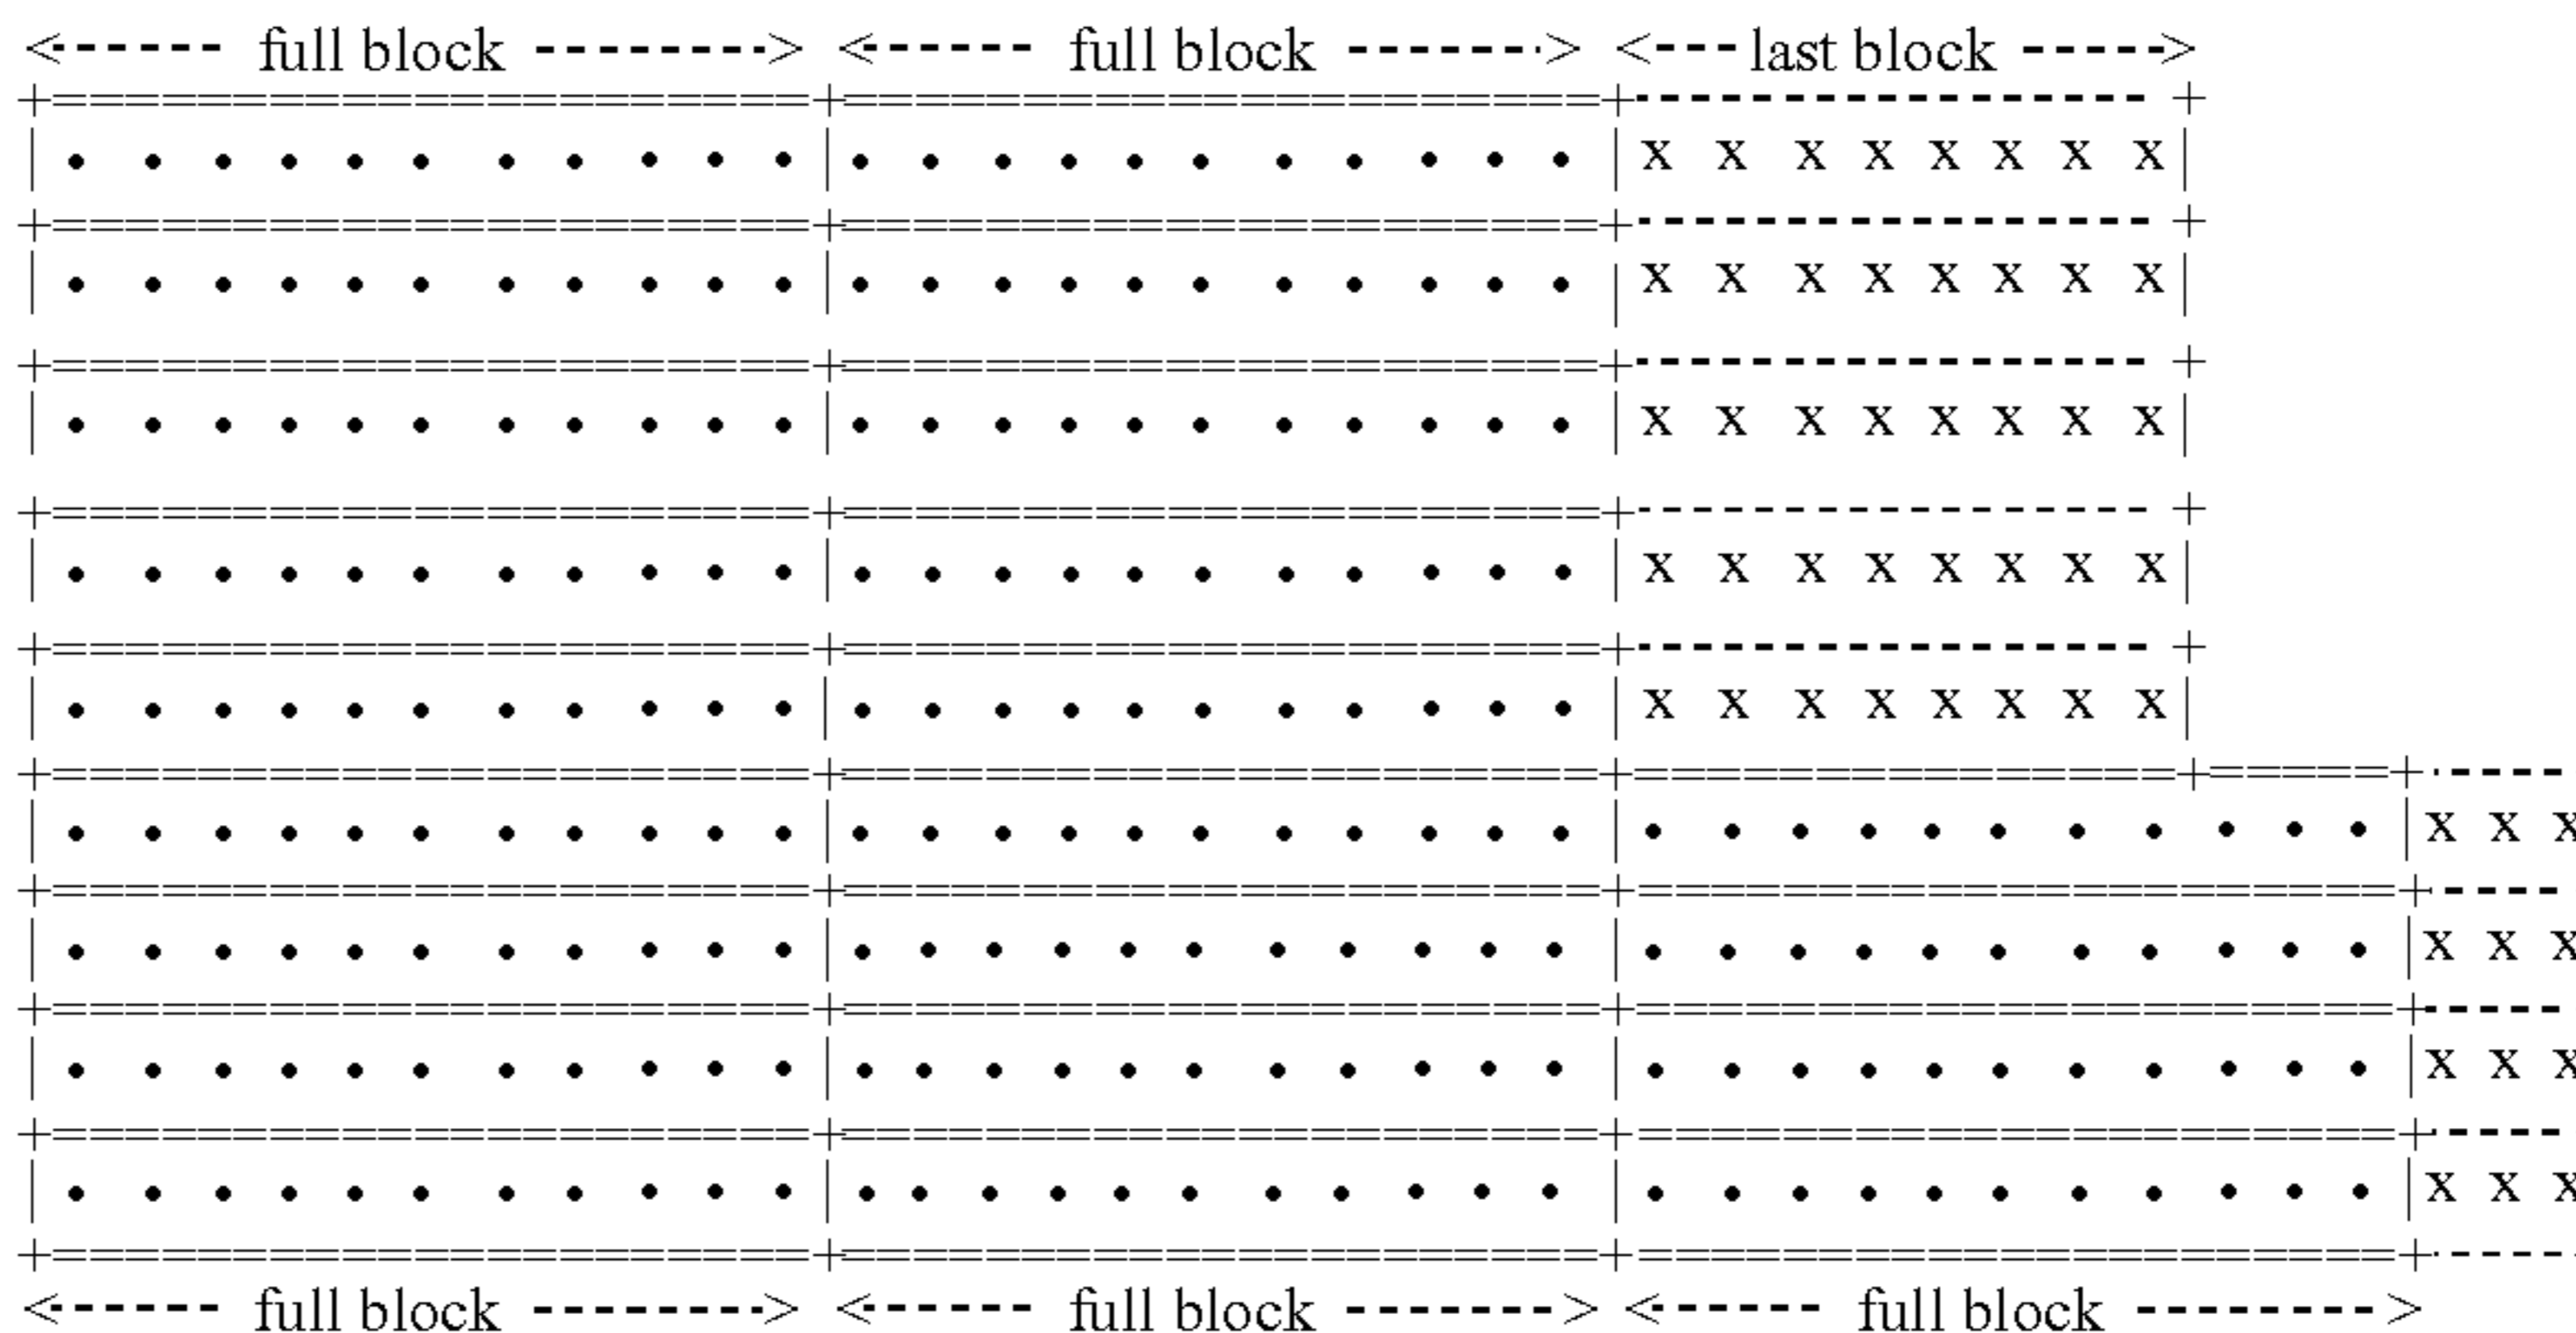 <------ full block --------> <------ full block -------> <--- last block ----->
+=====================+=====================+--------------- +
| • • • • • • • • • • • | • • • • • • • • • • • | x x x x x x x x |
+=====================+=====================+--------------- +
| • • • • • • • • • • • | • • • • • • • • • • • | x x x x x x x x |
+=====================+=====================+--------------- +
| • • • • • • • • • • • | • • • • • • • • • • • | x x x x x x x x |
+=====================+=====================+--------------- +
| • • • • • • • • • • • | • • • • • • • • • • • | x x x x x x x x |
+=====================+=====================+--------------- +
| • • • • • • • • • • • | • • • • • • • • • • • | x x x x x x x x |
+=====================+=====================+===============+=====+ ----
| • • • • • • • • • • • | • • • • • • • • • • • | • • • • • • • • • • • | x x x
+=====================+=====================+=====================+----
| • • • • • • • • • • • | • • • • • • • • • • • | • • • • • • • • • • • | x x x
+=====================+=====================+=====================+----
| • • • • • • • • • • • | • • • • • • • • • • • | • • • • • • • • • • • | x x x
+=====================+=====================+=====================+----
| • • • • • • • • • • • | • • • • • • • • • • • | • • • • • • • • • • • | x x x
+=====================+=====================+=====================+----
<------ full block --------> <------ full block --------> <------ full block -------->